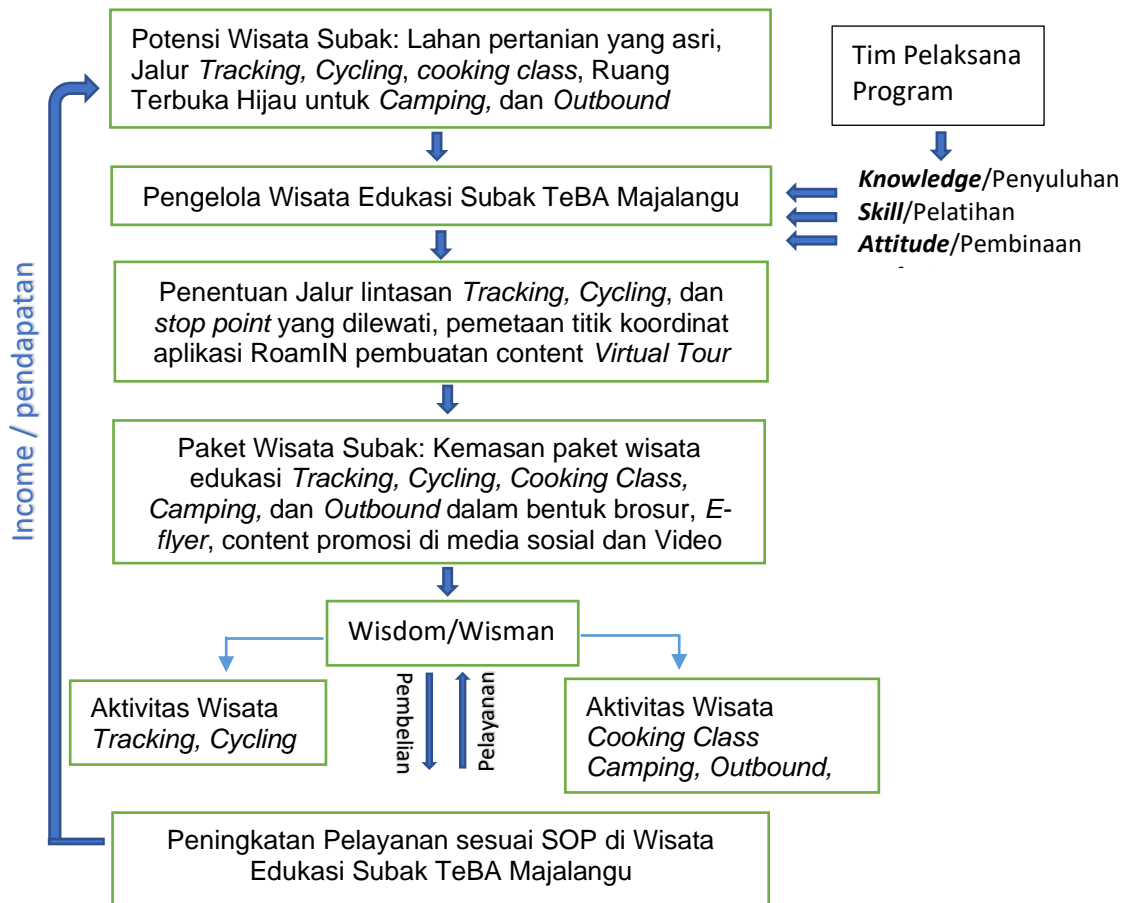 Potensi Wisata Subak: Lahan pertanian yang asri,
Jalur Tracking, Cycling, cooking class, Ruang
Terbuka Hijau untuk Camping, dan Outbound
Tim Pelaksana
Program
Pengelola Wisata Edukasi Subak TeBA Majalangu
Knowledge/Penyuluhan
Skill/Pelatihan
Attitude/Pembinaan
Penentuan Jalur lintasan Tracking, Cycling, dan
stop point yang dilewati, pemetaan titik koordinat
aplikasi RoamIN pembuatan content Virtual Tour
Income / pendapatan
Paket Wisata Subak: Kemasan paket wisata
edukasi Tracking, Cycling, Cooking Class,
Camping, dan Outbound dalam bentuk brosur, E-
flyer, content promosi di media sosial dan Video
Wisdom/Wisman
Aktivitas Wisata
Tracking, Cycling
Pembelian
Pelayanan
Aktivitas Wisata
Cooking Class
Camping, Outbound,
Peningkatan Pelayanan sesuai SOP di Wisata
Edukasi Subak TeBA Majalangu